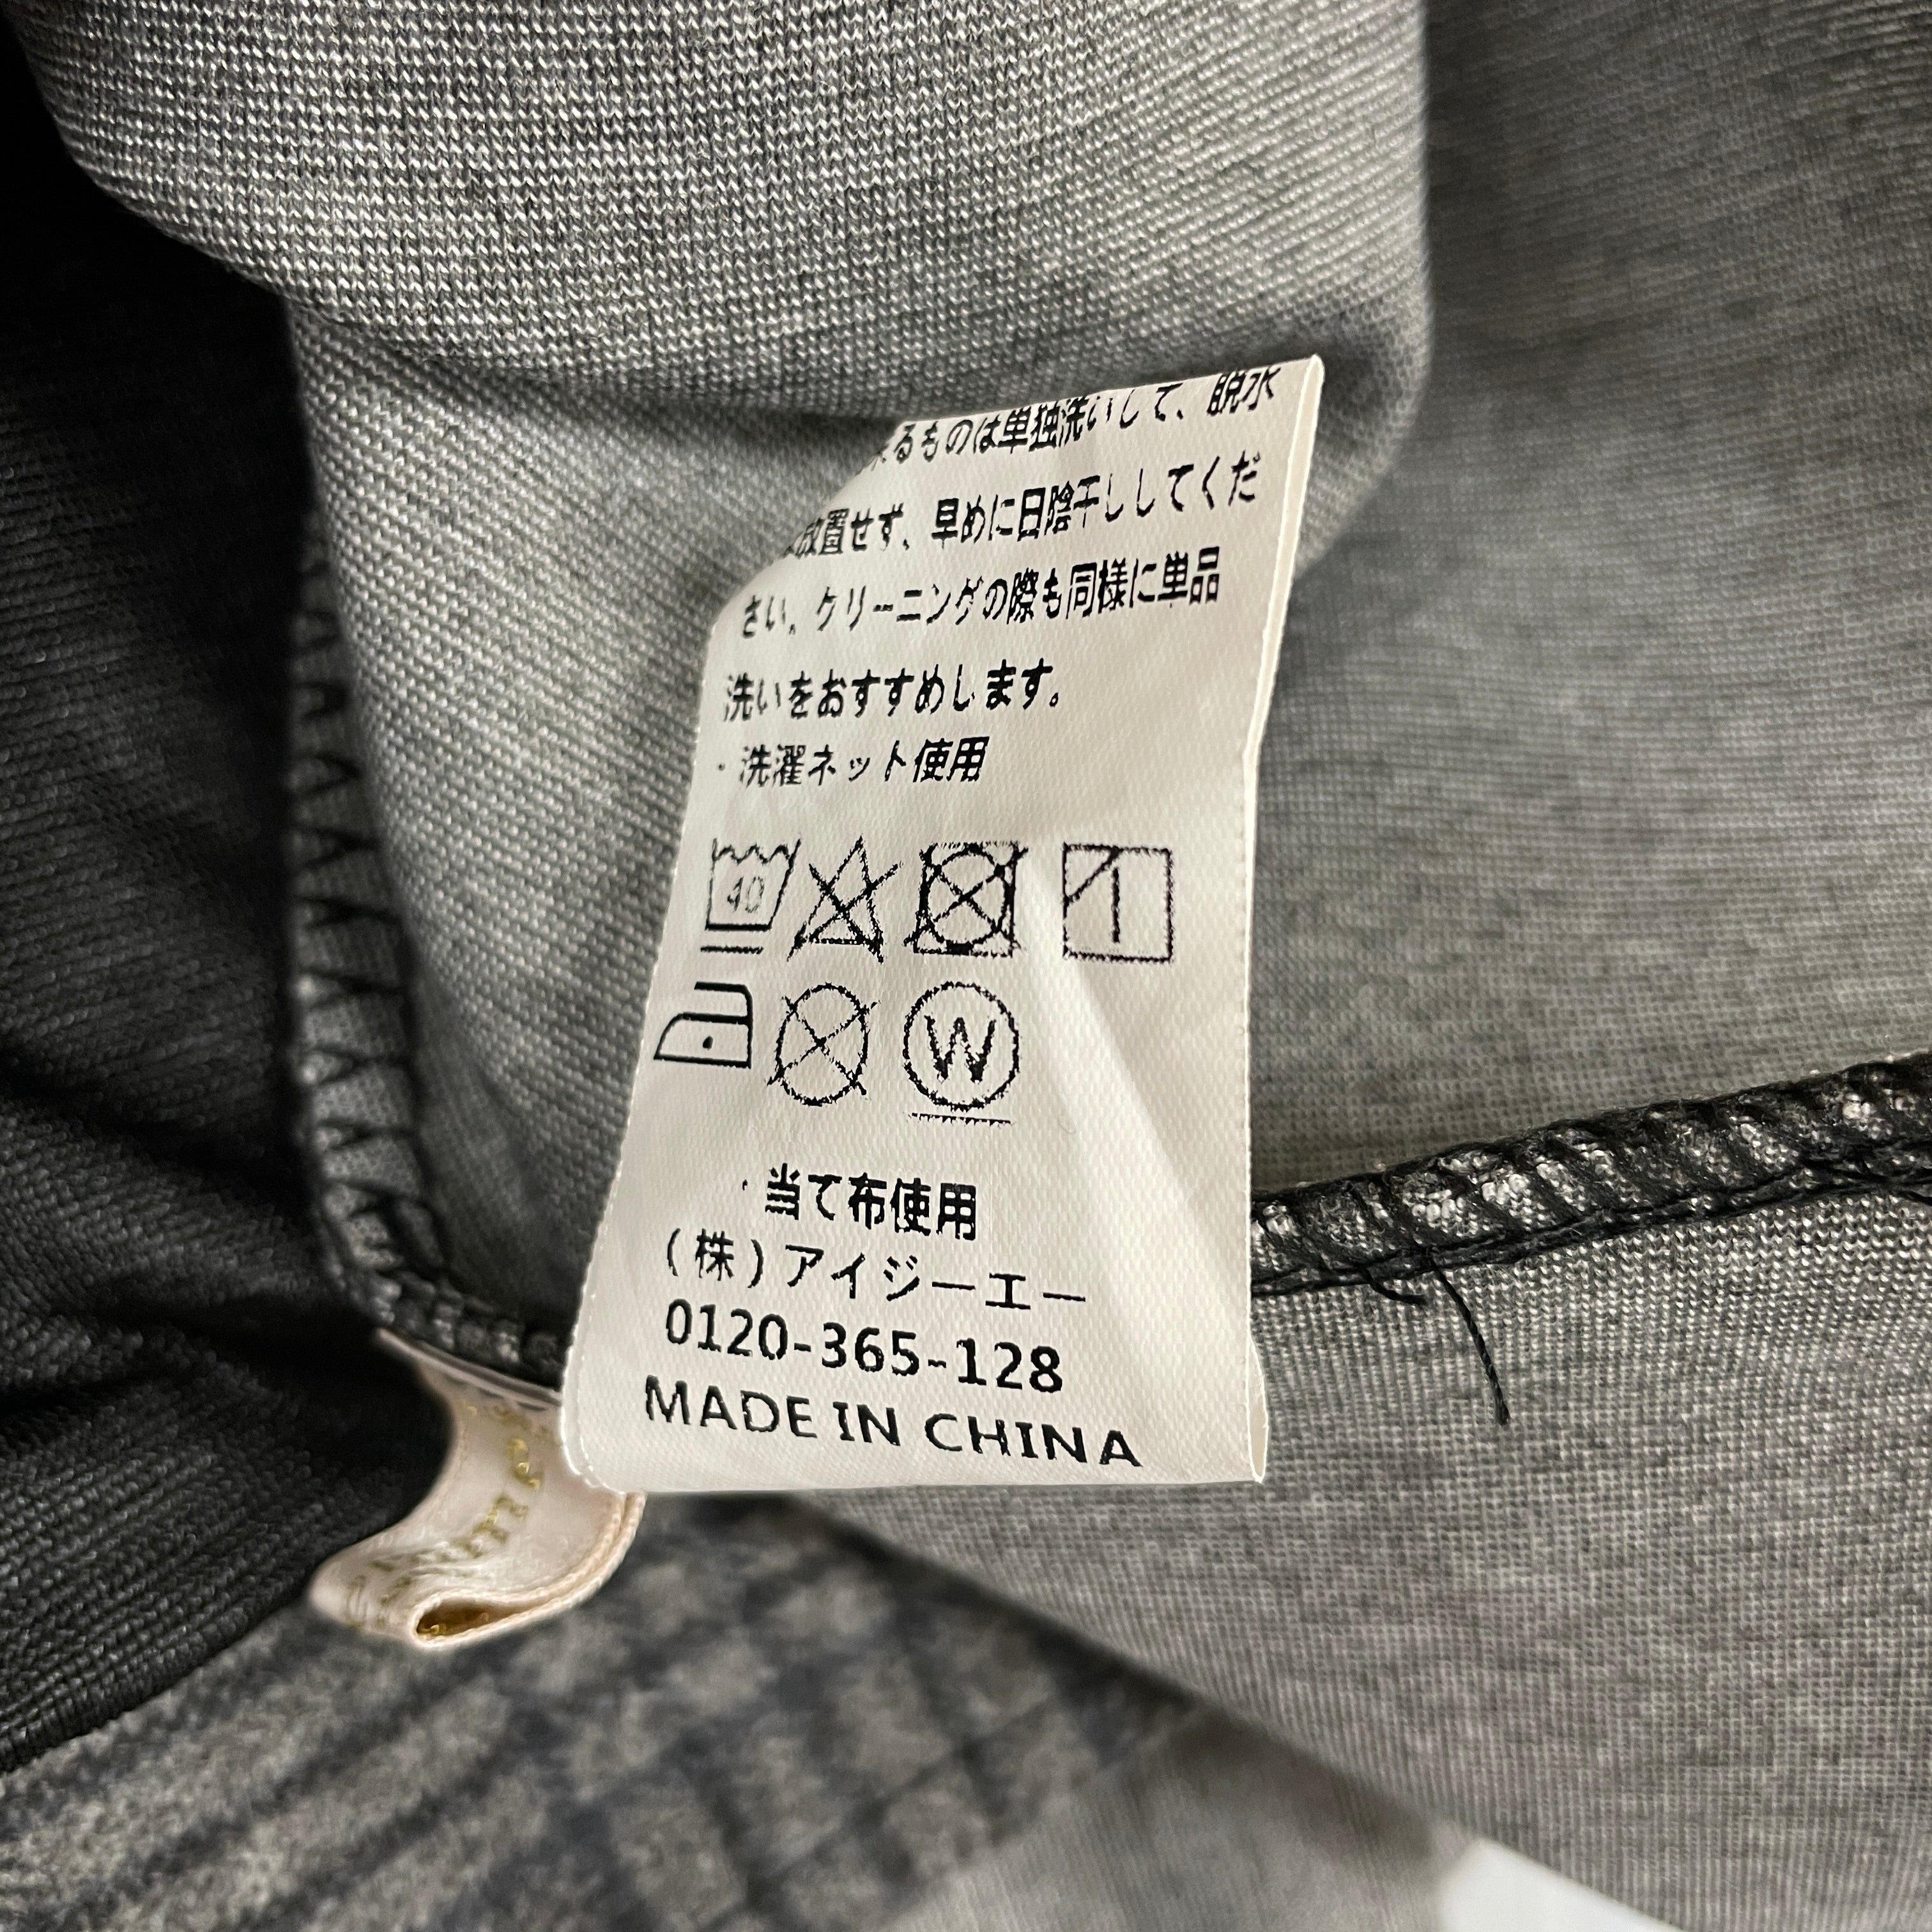 るものは単独洗いして、脱水
放置せず、早めに日陰干ししてくだ
さい。クリーニングの際も同様に単品
洗いをおすすめします。
・洗濯ネット使用
40
W
・当て布使用
(株)アイジーエー
0120-365-128
MADE IN CHINA